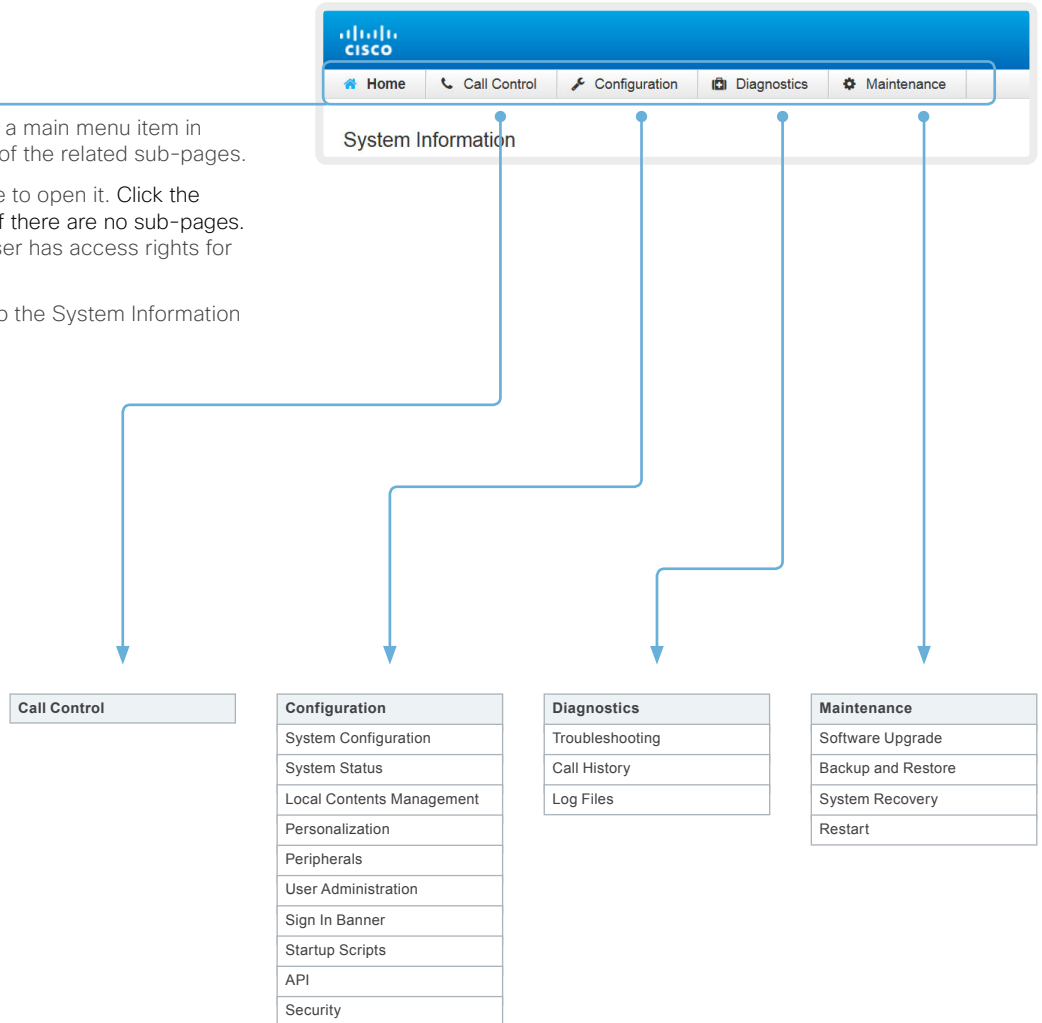 CISCO
Home Call Control Configuration Diagnostics Maintenance
System Information
a main menu item in
of the related sub-pages.
e to open it. Click the
f there are no sub-pages.
ser has access rights for
o the System Information
Call Control
Configuration
System Configuration
System Status
Local Contents Management
Personalization
Peripherals
User Administration
Sign In Banner
Startup Scripts
API
Security
Diagnostics
Troubleshooting
Call History
Log Files
Maintenance
Software Upgrade
Backup and Restore
System Recovery
Restart